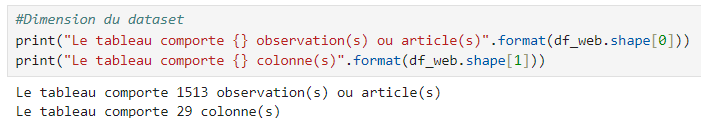 #Dimension du dataset
print("Le tableau comporte {} observation(s) ou article(s)".format(df_web.shape[0]))
print("Le tableau comporte {} colonne(s)".format(df_web.shape[1]))
Le tableau comporte 1513 observation(s) ou article(s)
Le tableau comporte 29 colonne(s)